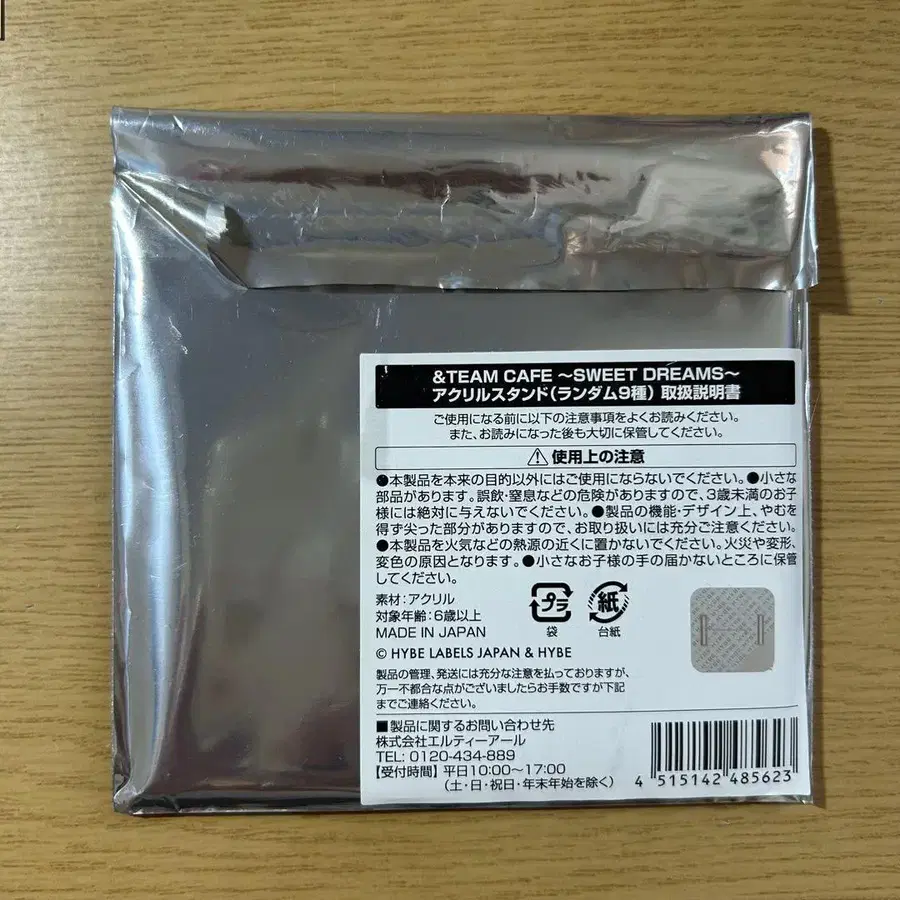 &TEAM CAFE ～SWEET DREAMS～
アクリルスタンド（ランダム9種）取扱説明書
ご使用になる前に以下の注意事項をよくお読みください。
また、お読みになった後も大切に保管してください。
⚠ 使用上の注意
●本製品を本来の目的以外にはご使用にならないでください。●小さな
部品があります。誤飲・窒息などの危険がありますので、3歳未満のお子
様には絶対に与えないでください。●製品の機能・デザイン上、やむを
得ず尖った部分がありますので、お取り扱いには充分ご注意ください。
●本製品を火気などの熱源の近くに置かないでください。火災や変形、
変色の原因となります。●小さなお子様の手の届かないところに保管
してください。
素材：アクリル
対象年齢：6歳以上
MADE IN JAPAN
プラ
袋
紙
台紙
© HYBE LABELS JAPAN & HYBE
製品の管理、発送には充分な注意を払っておりますが、
万一不都合な点がございましたらお手数ですが下記
までご連絡ください。
■製品に関するお問い合わせ先
株式会社エルティーアール
TEL: 0120-434-889
【受付時間】平日10:00～17:00
（土・日・祝日・年末年始を除く）
4 515142 485623